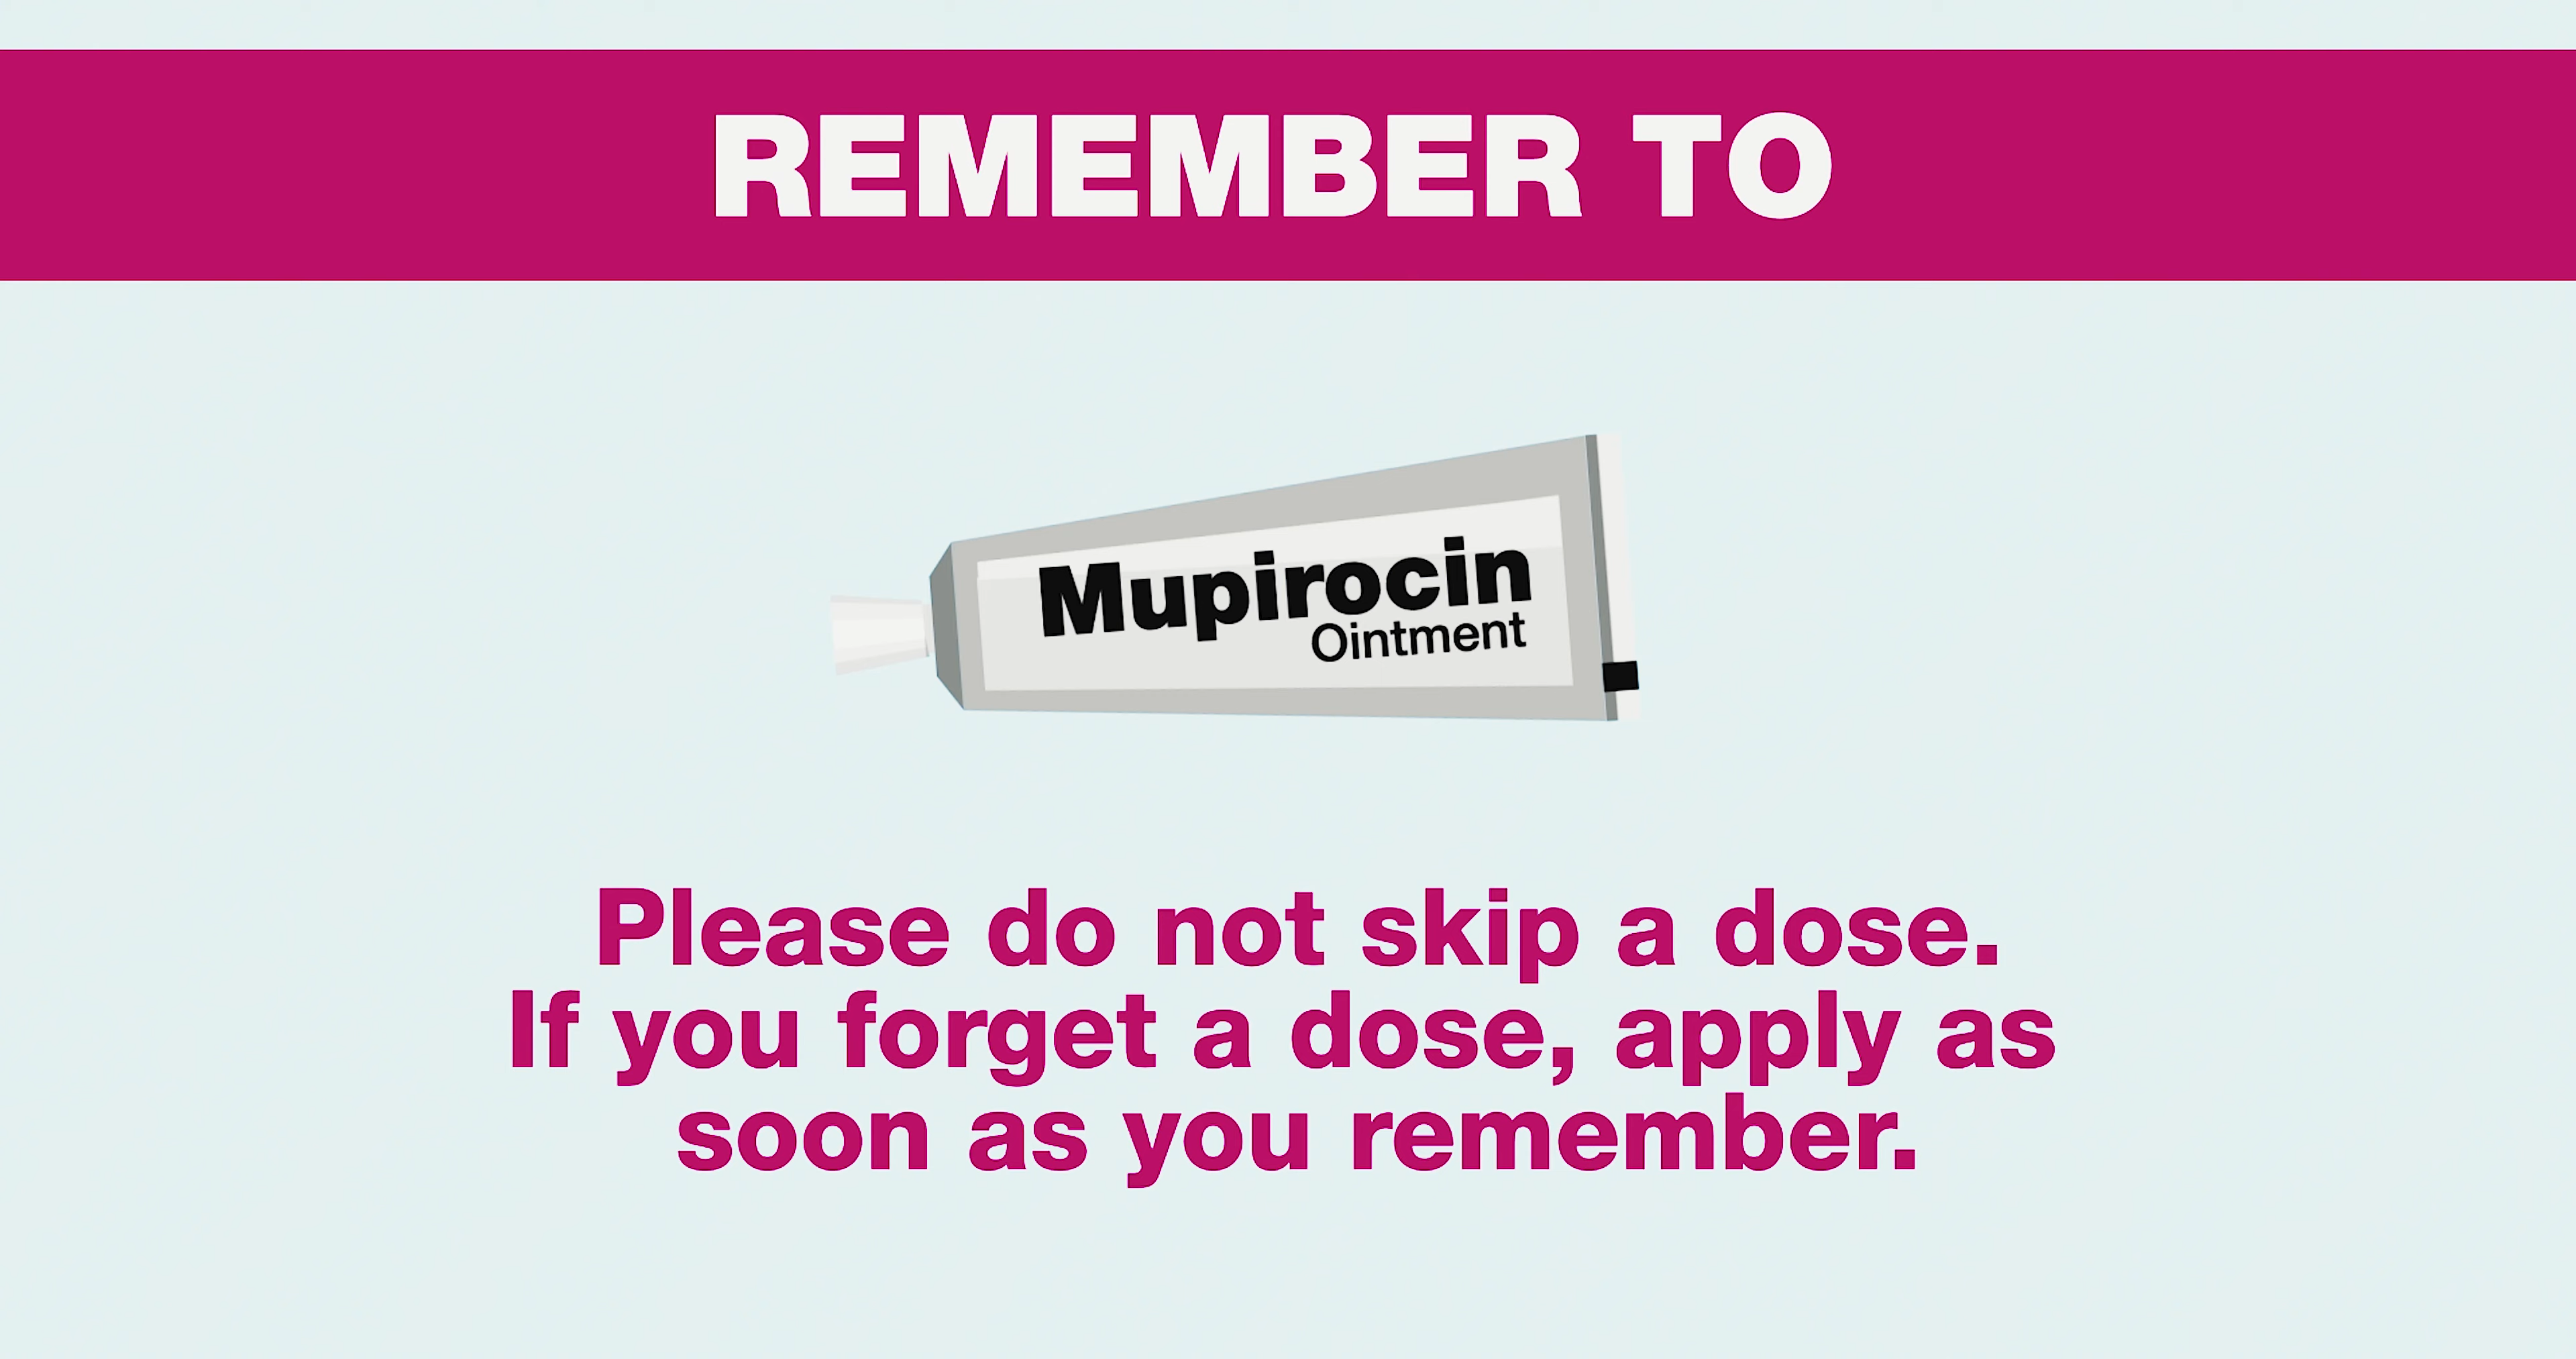 REMEMBER TO
Mupirocin
Ointment
Please do not skip a dose.
If you forget a dose, apply as
soon as you remember.